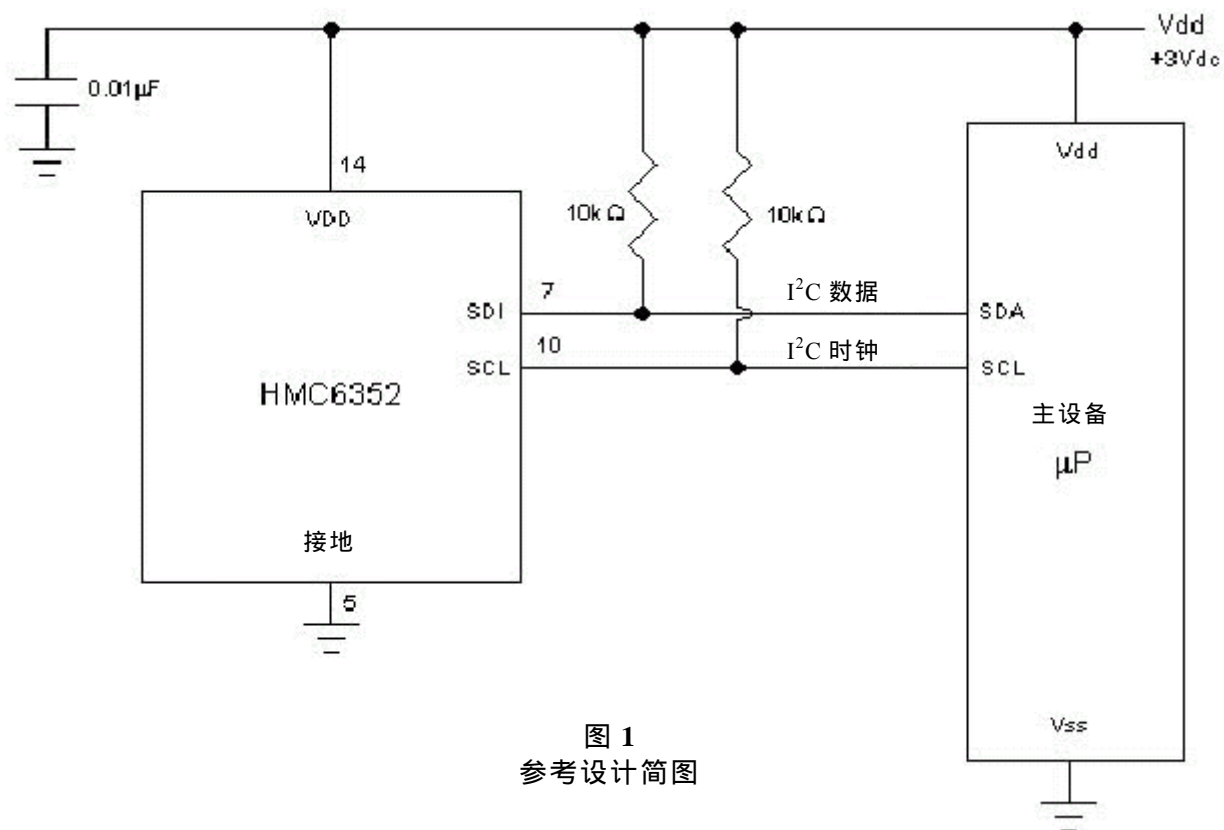 Vdd
+3Vdc
0.01μF
14
VDD
Vdd
10kΩ
10kΩ
7
I²C 数据
SDI
SDA
10
I²C 时钟
SCL
SCL
HMC6352
主设备
μP
接地
5
Vss
图 1
参考设计简图